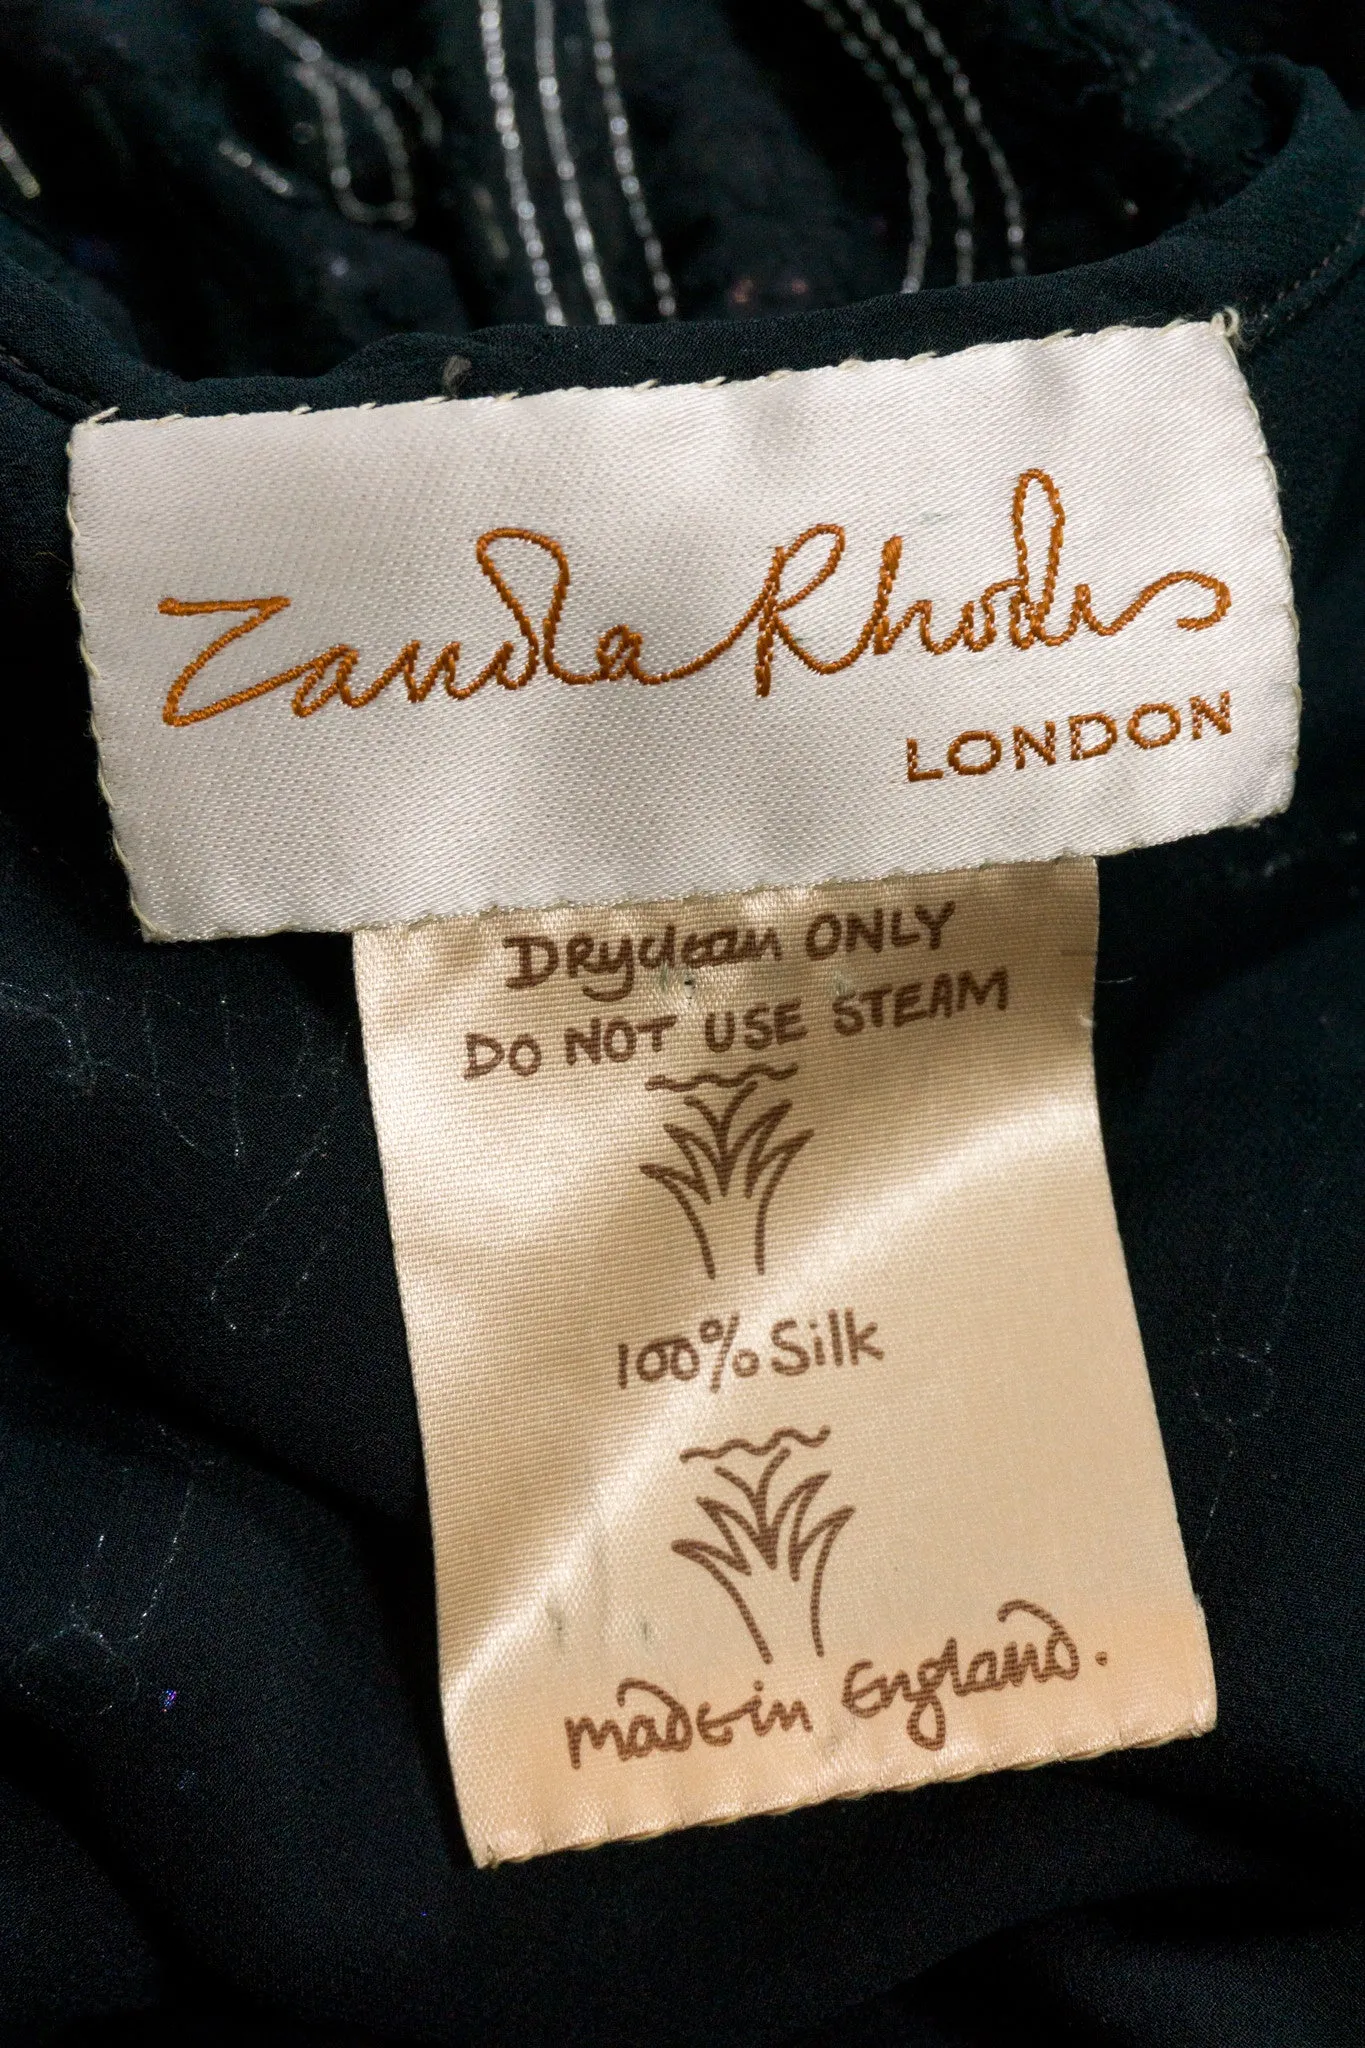 Zandra Rhodes
LONDON
Dryclean ONLY
DO NOT USE STEAM
100% Silk
made in England.